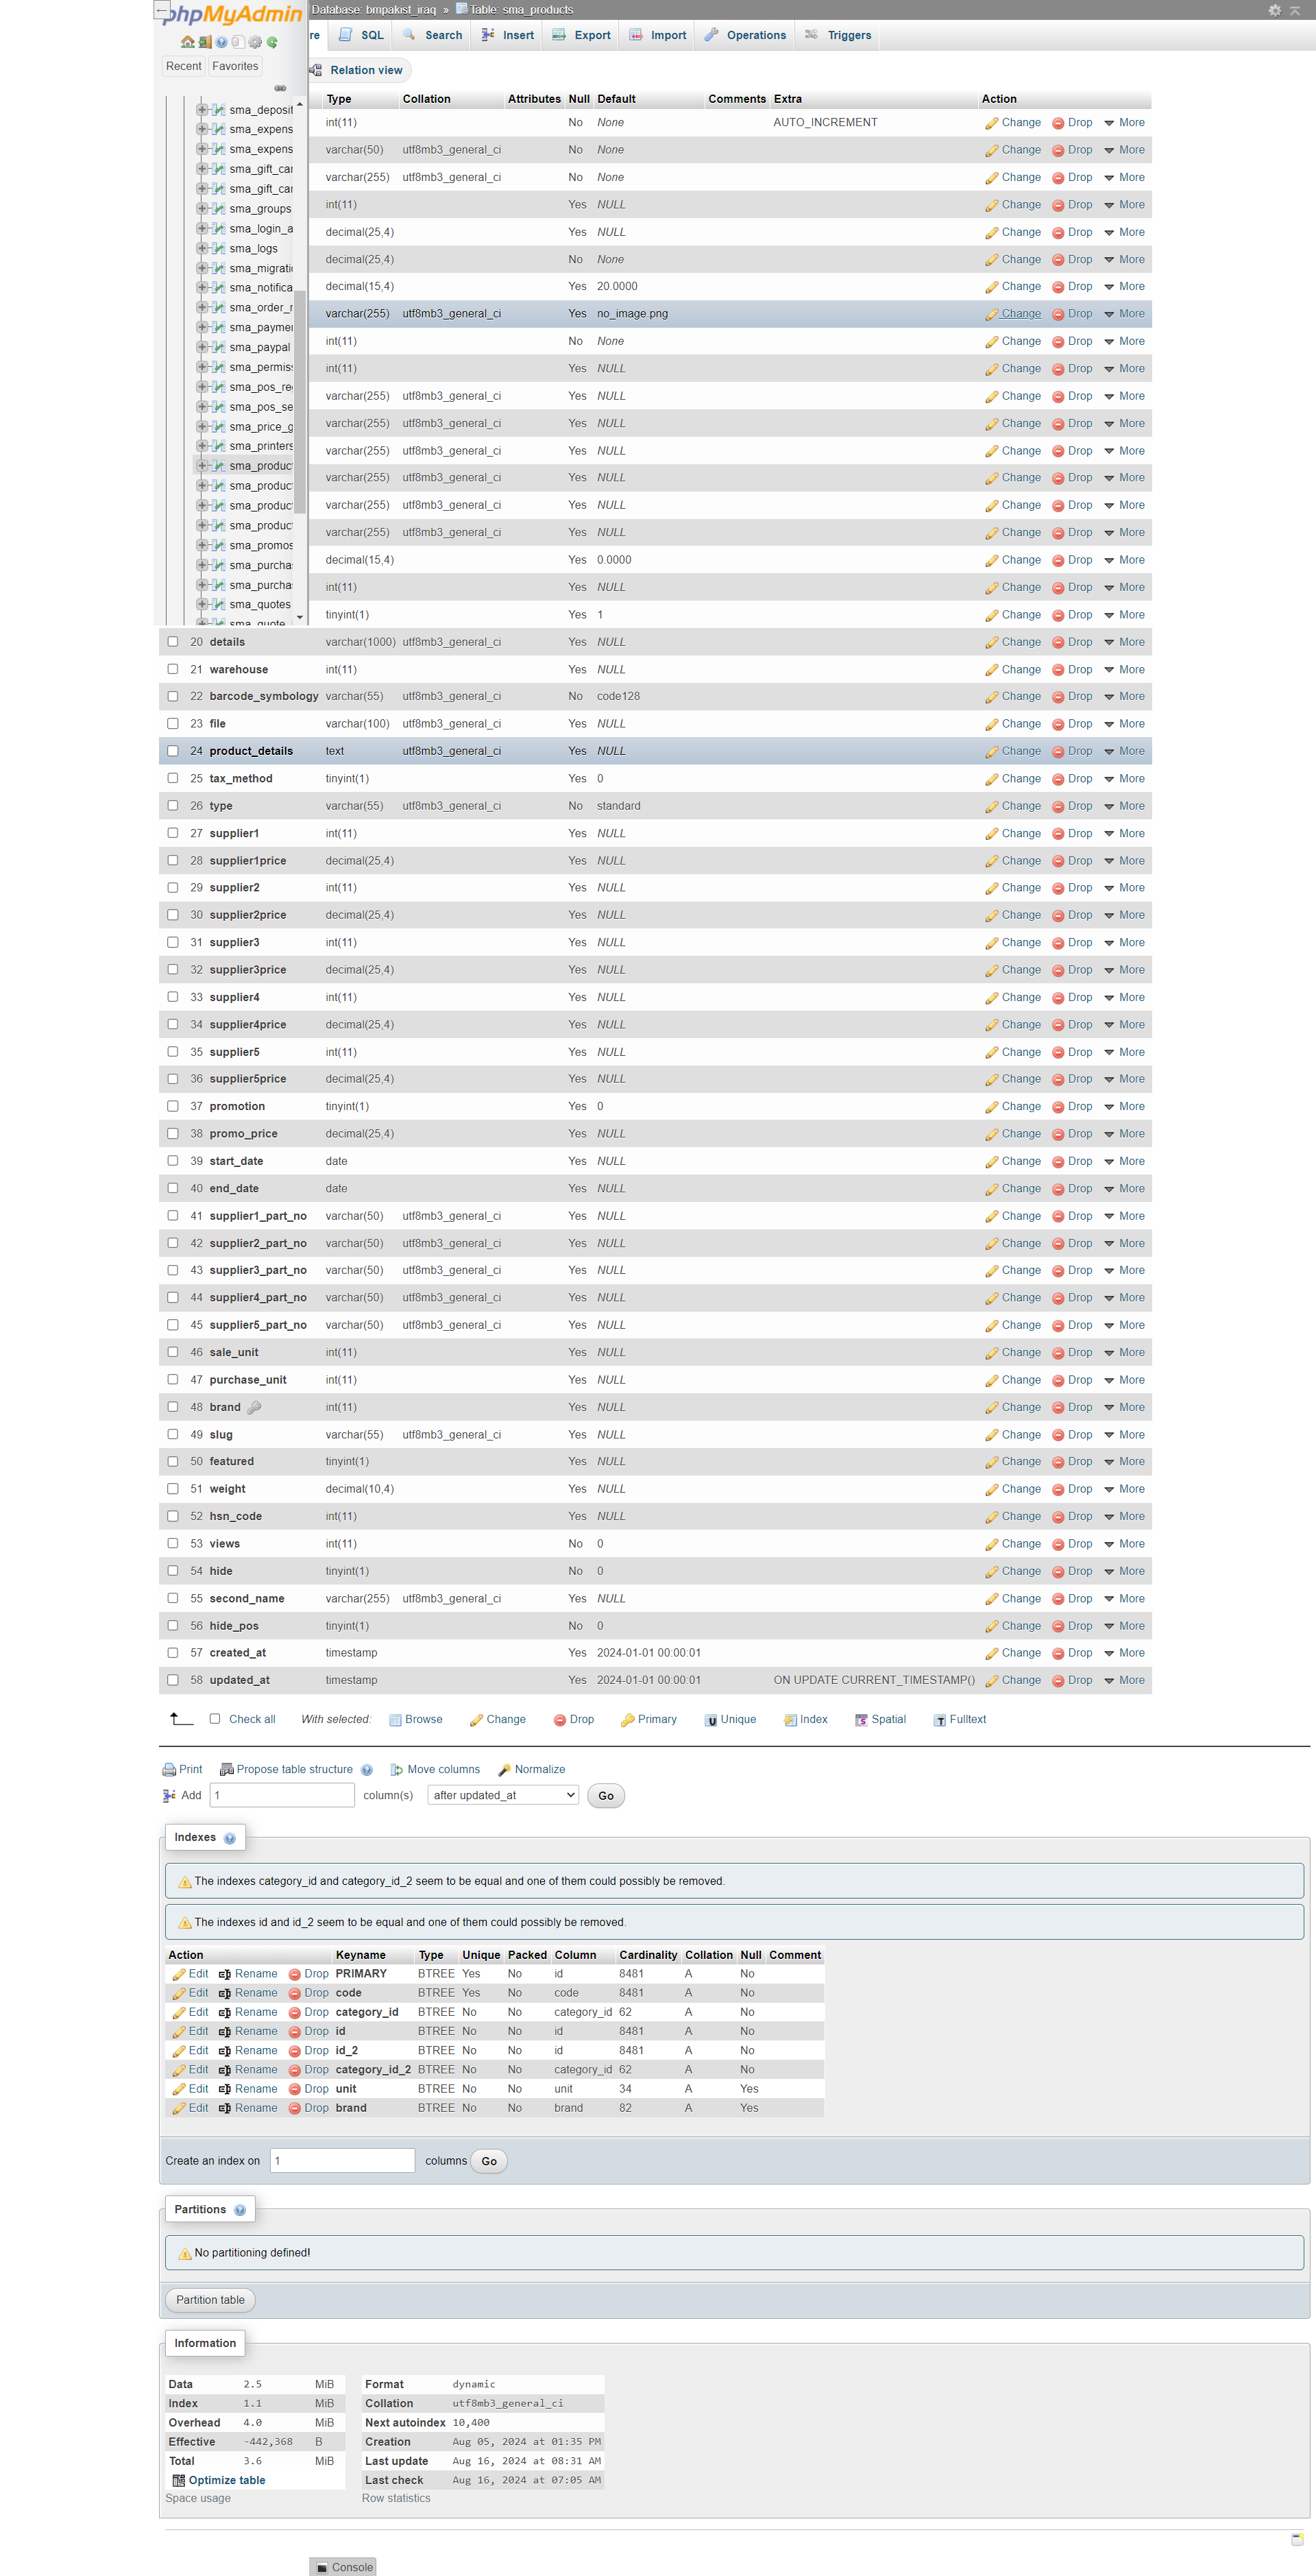 phpMyAdmin
Database: bmpakist_iraq » Table: sma_products
re SQL Search Insert Export Import Operations Triggers
Recent Favorites
Relation view
sma_deposit
sma_expens
sma_expens
sma_gift_car
sma_gift_car
sma_groups
sma_login_a
sma_logs
sma_migrati
sma_notifica
sma_order_r
sma_paymen
sma_paypal
sma_permis
sma_pos_re
sma_pos_se
sma_price_g
sma_printers
sma_product
sma_product
sma_product
sma_product
sma_promos
sma_purcha
sma_purcha
sma_quotes
sma_quote
Type Collation Attributes Null Default Comments Extra Action
int(11) No None AUTO_INCREMENT Change Drop More
varchar(50) utf8mb3_general_ci No None Change Drop More
varchar(255) utf8mb3_general_ci No None Change Drop More
int(11) Yes NULL Change Drop More
decimal(25,4) Yes NULL Change Drop More
decimal(25,4) No None Change Drop More
decimal(15,4) Yes 20.0000 Change Drop More
varchar(255) utf8mb3_general_ci Yes no_image.png Change Drop More
int(11) No None Change Drop More
int(11) Yes NULL Change Drop More
varchar(255) utf8mb3_general_ci Yes NULL Change Drop More
varchar(255) utf8mb3_general_ci Yes NULL Change Drop More
varchar(255) utf8mb3_general_ci Yes NULL Change Drop More
varchar(255) utf8mb3_general_ci Yes NULL Change Drop More
varchar(255) utf8mb3_general_ci Yes NULL Change Drop More
varchar(255) utf8mb3_general_ci Yes NULL Change Drop More
decimal(15,4) Yes 0.0000 Change Drop More
int(11) Yes NULL Change Drop More
tinyint(1) Yes 1 Change Drop More
20 details varchar(1000) utf8mb3_general_ci Yes NULL Change Drop More
21 warehouse int(11) Yes NULL Change Drop More
22 barcode_symbology varchar(55) utf8mb3_general_ci No code128 Change Drop More
23 file varchar(100) utf8mb3_general_ci Yes NULL Change Drop More
24 product_details text utf8mb3_general_ci Yes NULL Change Drop More
25 tax_method tinyint(1) Yes 0 Change Drop More
26 type varchar(55) utf8mb3_general_ci No standard Change Drop More
27 supplier1 int(11) Yes NULL Change Drop More
28 supplier1price decimal(25,4) Yes NULL Change Drop More
29 supplier2 int(11) Yes NULL Change Drop More
30 supplier2price decimal(25,4) Yes NULL Change Drop More
31 supplier3 int(11) Yes NULL Change Drop More
32 supplier3price decimal(25,4) Yes NULL Change Drop More
33 supplier4 int(11) Yes NULL Change Drop More
34 supplier4price decimal(25,4) Yes NULL Change Drop More
35 supplier5 int(11) Yes NULL Change Drop More
36 supplier5price decimal(25,4) Yes NULL Change Drop More
37 promotion tinyint(1) Yes 0 Change Drop More
38 promo_price decimal(25,4) Yes NULL Change Drop More
39 start_date date Yes NULL Change Drop More
40 end_date date Yes NULL Change Drop More
41 supplier1_part_no varchar(50) utf8mb3_general_ci Yes NULL Change Drop More
42 supplier2_part_no varchar(50) utf8mb3_general_ci Yes NULL Change Drop More
43 supplier3_part_no varchar(50) utf8mb3_general_ci Yes NULL Change Drop More
44 supplier4_part_no varchar(50) utf8mb3_general_ci Yes NULL Change Drop More
45 supplier5_part_no varchar(50) utf8mb3_general_ci Yes NULL Change Drop More
46 sale_unit int(11) Yes NULL Change Drop More
47 purchase_unit int(11) Yes NULL Change Drop More
48 brand int(11) Yes NULL Change Drop More
49 slug varchar(55) utf8mb3_general_ci Yes NULL Change Drop More
50 featured tinyint(1) Yes NULL Change Drop More
51 weight decimal(10,4) Yes NULL Change Drop More
52 hsn_code int(11) Yes NULL Change Drop More
53 views int(11) No 0 Change Drop More
54 hide tinyint(1) No 0 Change Drop More
55 second_name varchar(255) utf8mb3_general_ci Yes NULL Change Drop More
56 hide_pos tinyint(1) No 0 Change Drop More
57 created_at timestamp Yes 2024-01-01 00:00:01 Change Drop More
58 updated_at timestamp Yes 2024-01-01 00:00:01 ON UPDATE CURRENT_TIMESTAMP() Change Drop More
Check all With selected: Browse Change Drop Primary Unique Index Spatial Fulltext
Print Propose table structure Move columns Normalize
Add 1 column(s) after updated_at Go
Indexes
The indexes category_id and category_id_2 seem to be equal and one of them could possibly be removed.
The indexes id and id_2 seem to be equal and one of them could possibly be removed.
Action Keyname Type Unique Packed Column Cardinality Collation Null Comment
Edit Rename Drop PRIMARY BTREE Yes No id 8481 A No
Edit Rename Drop code BTREE Yes No code 8481 A No
Edit Rename Drop category_id BTREE No No category_id 62 A No
Edit Rename Drop id BTREE No No id 8481 A No
Edit Rename Drop id_2 BTREE No No id 8481 A No
Edit Rename Drop category_id_2 BTREE No No category_id 62 A No
Edit Rename Drop unit BTREE No No unit 34 A Yes
Edit Rename Drop brand BTREE No No brand 82 A Yes
Create an index on 1 columns Go
Partitions
No partitioning defined!
Partition table
Information
Data 2.5 MiB
Index 1.1 MiB
Overhead 4.0 MiB
Effective -442,368 B
Total 3.6 MiB
Optimize table
Space usage
Format dynamic
Collation utf8mb3_general_ci
Next autoindex 10,400
Creation Aug 05, 2024 at 01:35 PM
Last update Aug 16, 2024 at 08:31 AM
Last check Aug 16, 2024 at 07:05 AM
Row statistics
Console